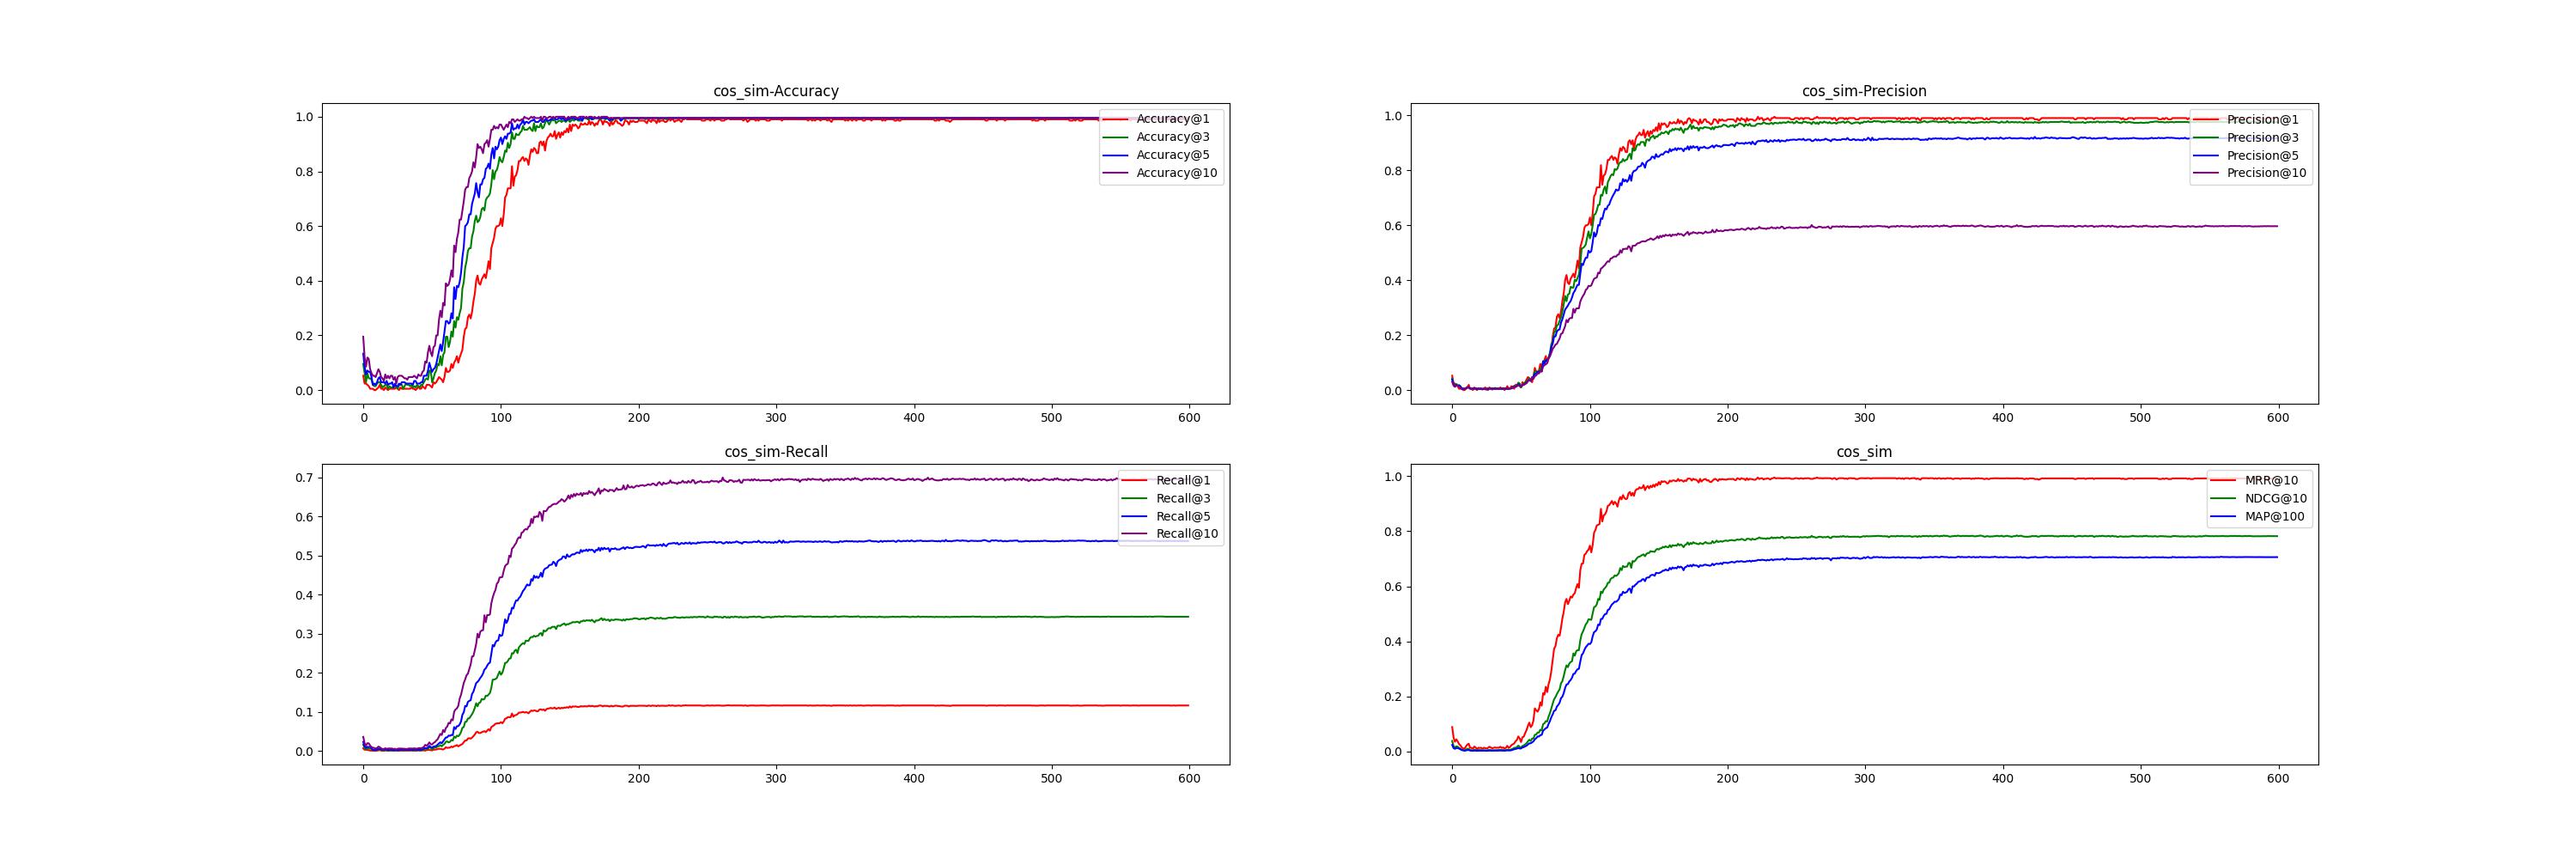 cos_sim-Accuracy
1.0
0.8
0.6
0.4
0.2
0.0
0 100 200 300 400 500 600
Accuracy@1
Accuracy@3
Accuracy@5
Accuracy@10
cos_sim-Precision
1.0
0.8
0.6
0.4
0.2
0.0
0 100 200 300 400 500 600
Precision@1
Precision@3
Precision@5
Precision@10
cos_sim-Recall
0.7
0.6
0.5
0.4
0.3
0.2
0.1
0.0
0 100 200 300 400 500 600
Recall@1
Recall@3
Recall@5
Recall@10
cos_sim
1.0
0.8
0.6
0.4
0.2
0.0
0 100 200 300 400 500 600
MRR@10
NDCG@10
MAP@100